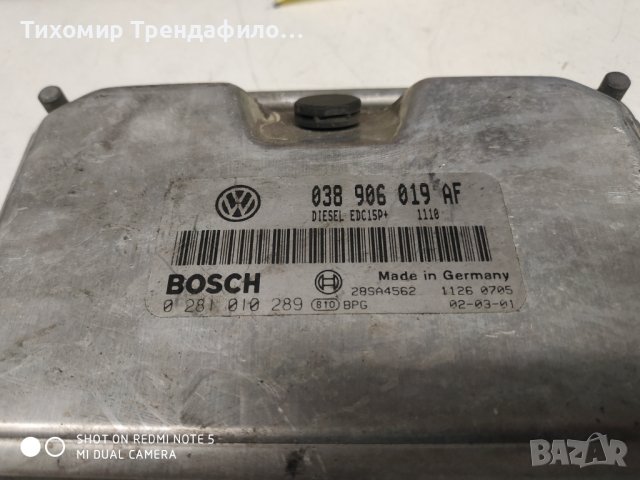 Тихомир Трендафило...
038 906 019 AF
DIESEL EDC15P+ 1110
BOSCH Made in Germany
28SA4562 1126 0705
0 281 010 289 BPG 02-03-01
SHOT ON REDMI NOTE 5
MI DUAL CAMERA
BAZAR